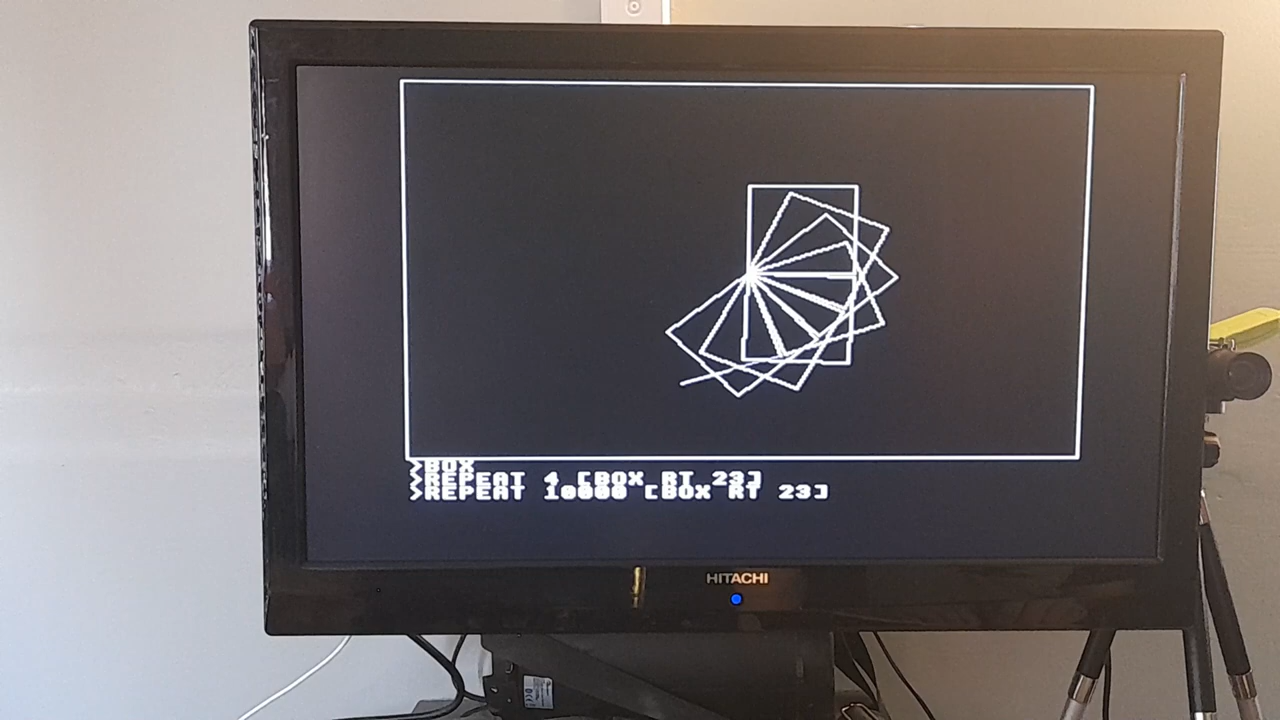 >BOX
>REPEAT 4 [BOX RT 23]
>REPEAT 10000 [BOX RT 23]
HITACHI